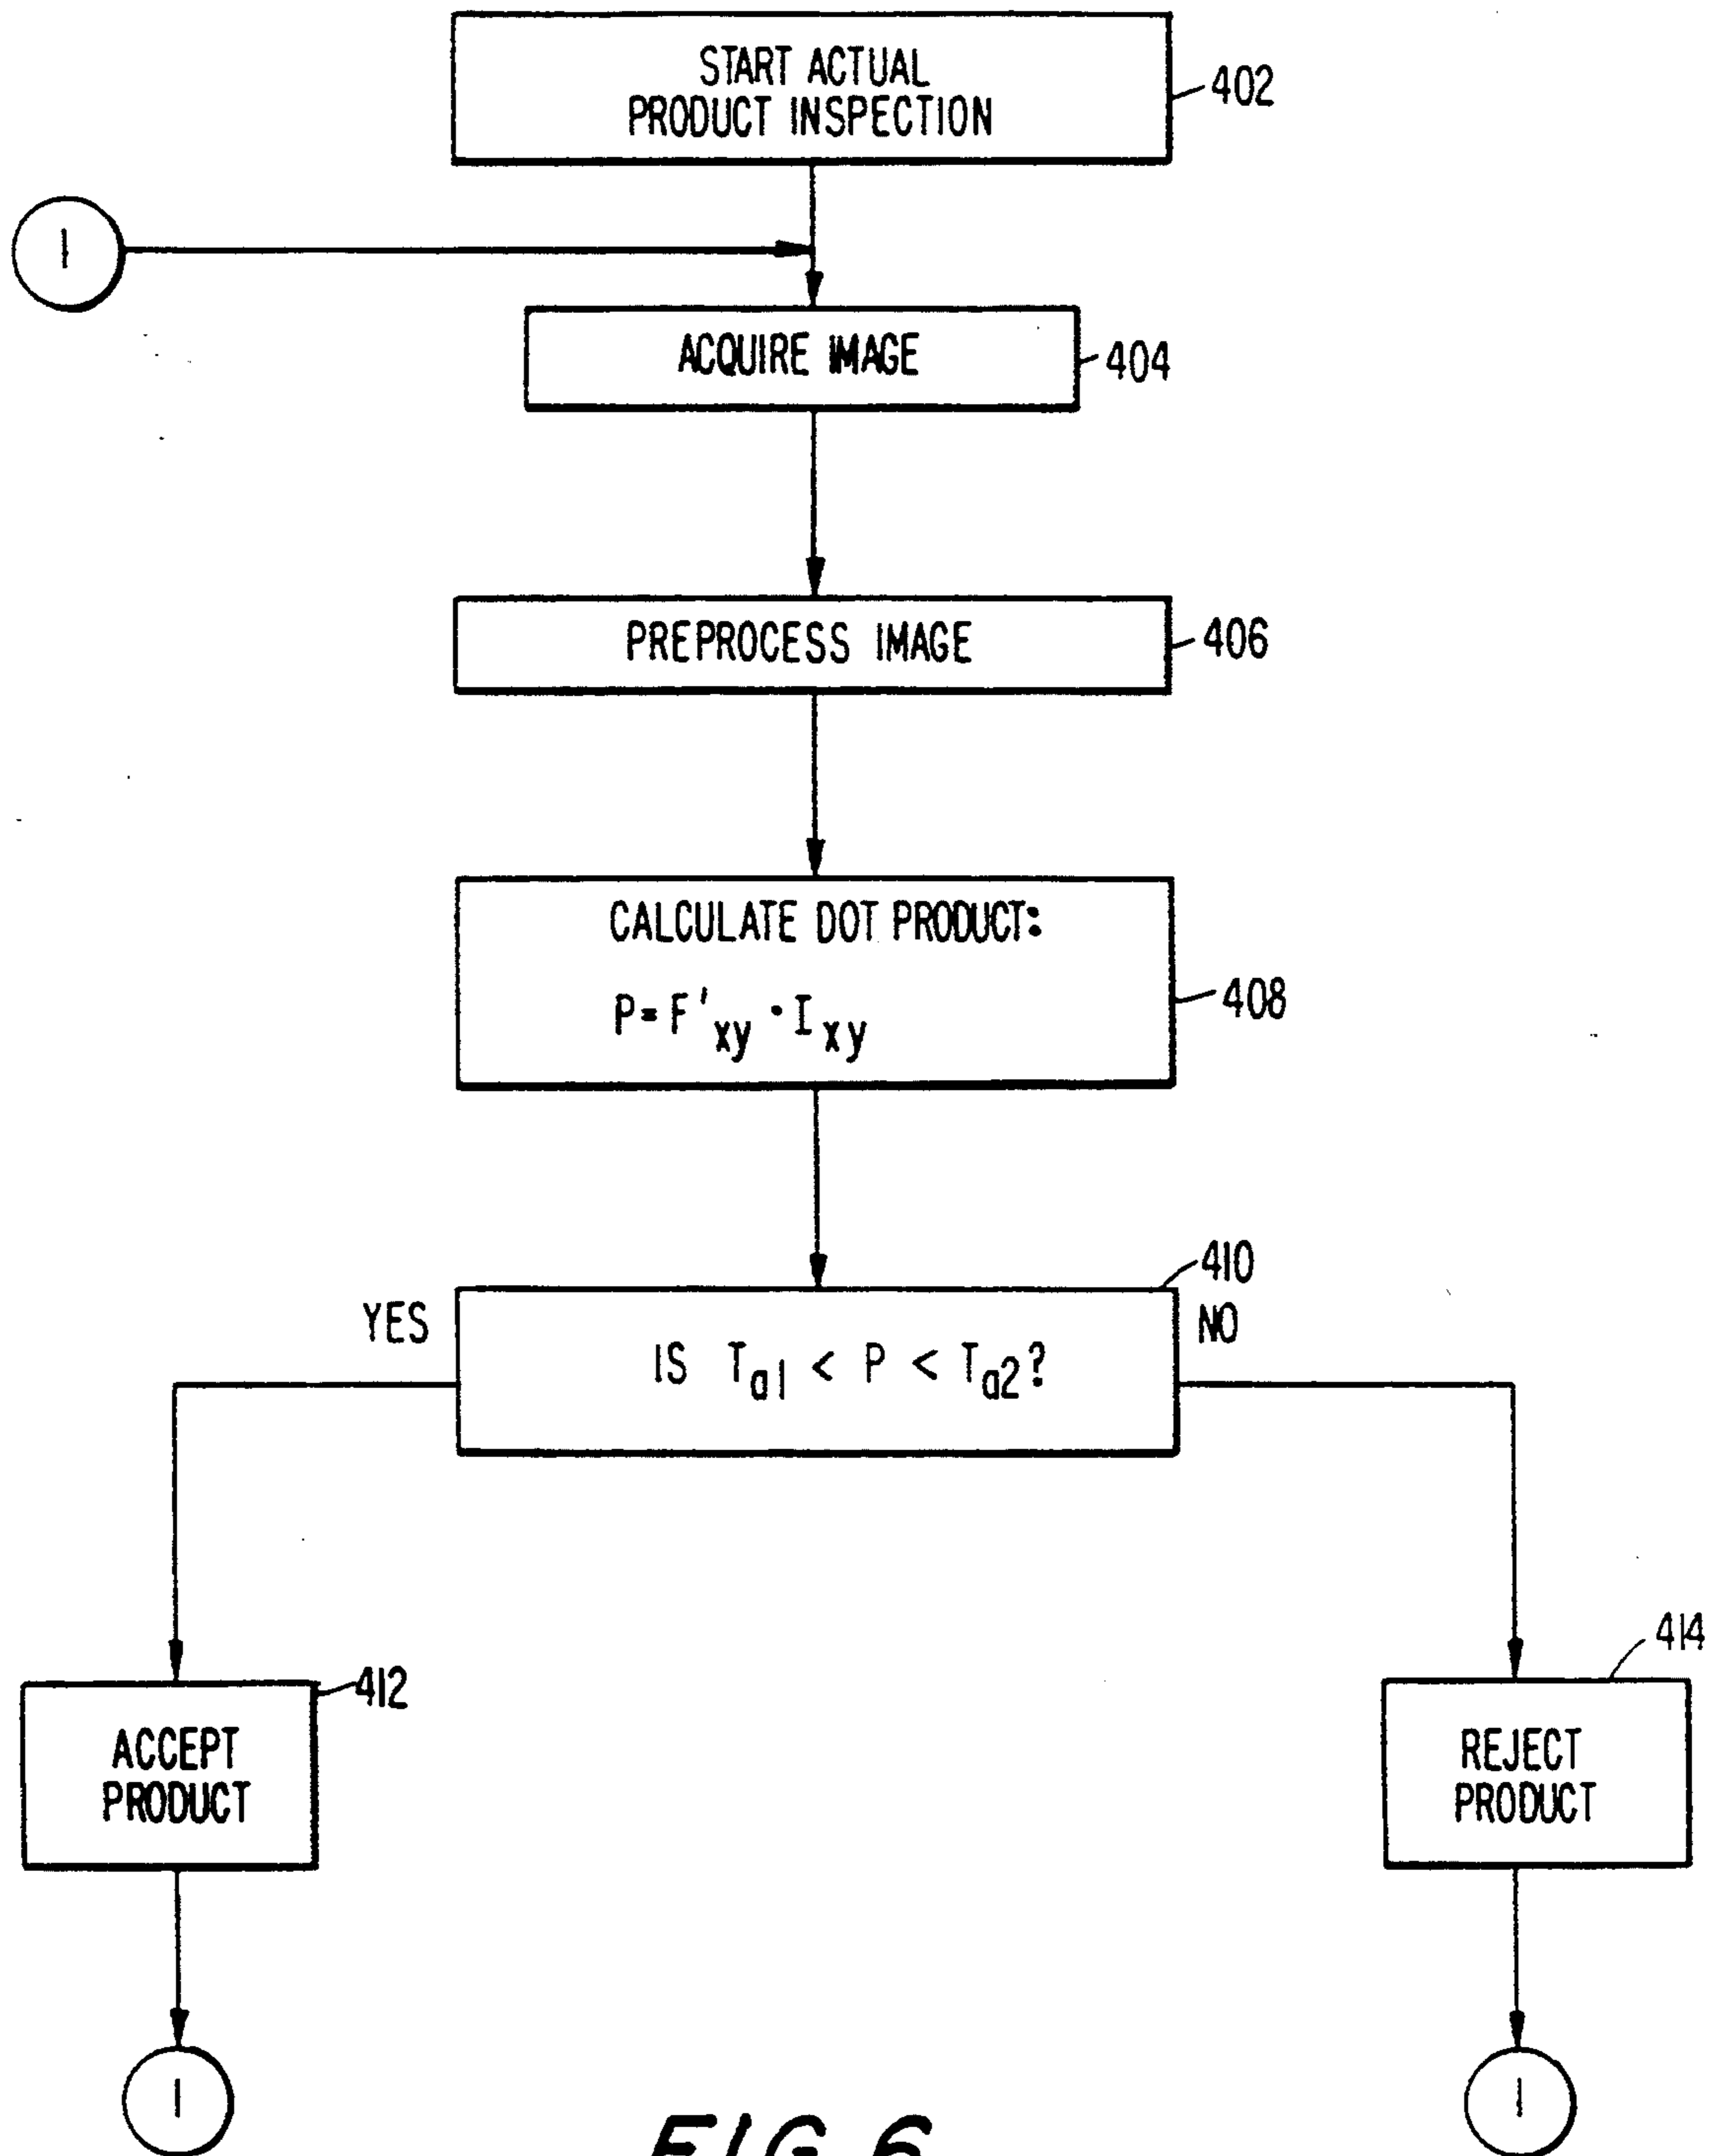 START ACTUAL
PRODUCT INSPECTION
402
1
ACQUIRE IMAGE
404
PREPROCESS IMAGE
406
CALCULATE DOT PRODUCT:
P = F'xy · Ixy
408
410
YES
NO
IS Ta1 < P < Ta2?
412
414
ACCEPT
PRODUCT
REJECT
PRODUCT
1
1
FIG. 6